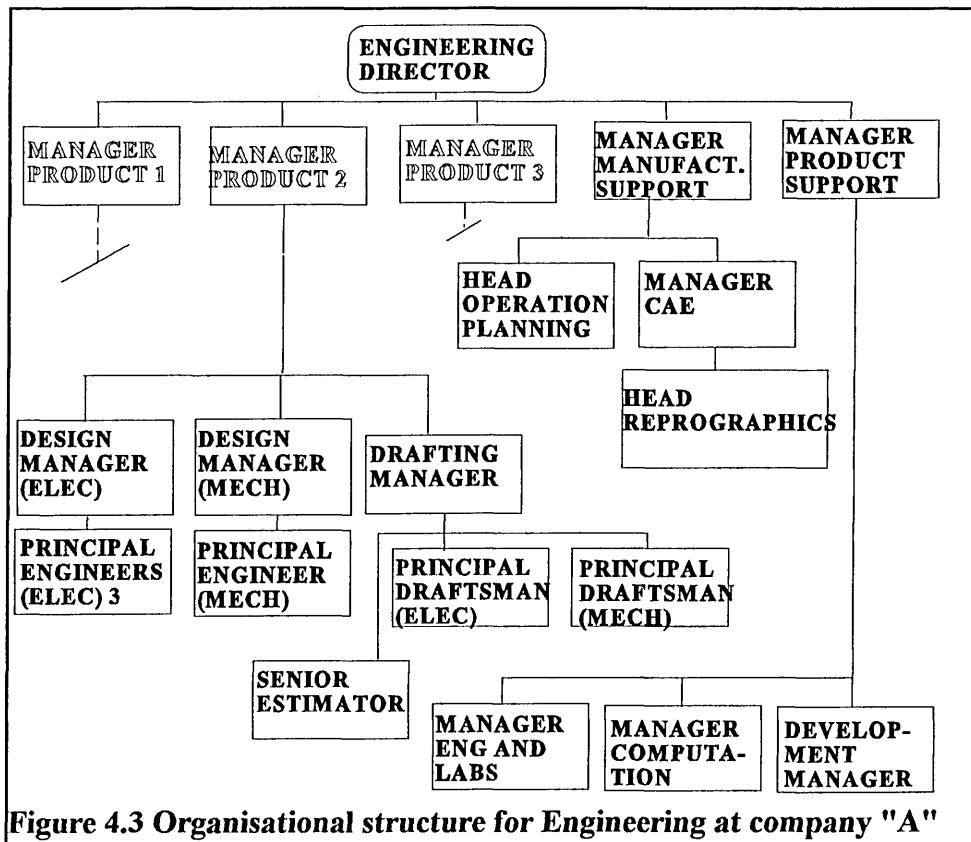 ENGINEERING
DIRECTOR
MANAGER
PRODUCT 1
MANAGER
PRODUCT 2
MANAGER
PRODUCT 3
MANAGER
MANUFACT.
SUPPORT
MANAGER
PRODUCT
SUPPORT
HEAD
OPERATION
PLANNING
MANAGER
CAE
HEAD
REPROGRAPHICS
DESIGN
MANAGER
(ELEC)
DESIGN
MANAGER
(MECH)
DRAFTING
MANAGER
PRINCIPAL
ENGINEERS
(ELEC) 3
PRINCIPAL
ENGINEER
(MECH)
PRINCIPAL
DRAFTSMAN
(ELEC)
PRINCIPAL
DRAFTSMAN
(MECH)
SENIOR
ESTIMATOR
MANAGER
ENG AND
LABS
MANAGER
COMPUTA-
TION
DEVELOP-
MENT
MANAGER
Figure 4.3 Organisational structure for Engineering at company "A"